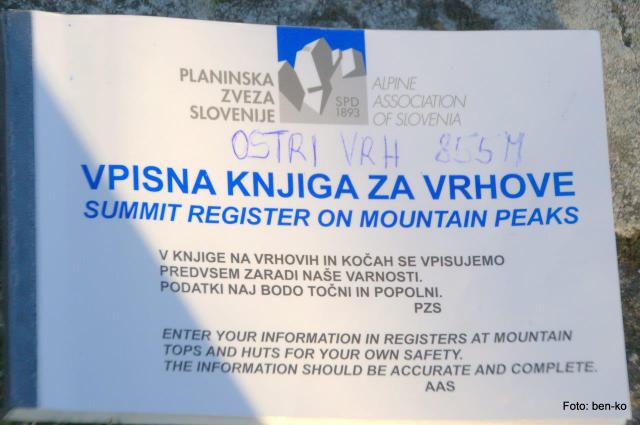 PLANINSKA
ZVEZA
SLOVENIJE
SPD
1893
ALPINE
ASSOCIATION
OF SLOVENIA
OSTRI VRH 855M
VPISNA KNJIGA ZA VRHOVE
SUMMIT REGISTER ON MOUNTAIN PEAKS
V KNJIGE NA VRHOVIH IN KOČAH SE VPISUJEMO
PREDVSEM ZARADI NAŠE VARNOSTI.
PODATKI NAJ BODO TOČNI IN POPOLNI.
PZS
ENTER YOUR INFORMATION IN REGISTERS AT MOUNTAIN
TOPS AND HUTS FOR YOUR OWN SAFETY.
THE INFORMATION SHOULD BE ACCURATE AND COMPLETE.
AAS
Foto: ben-ko